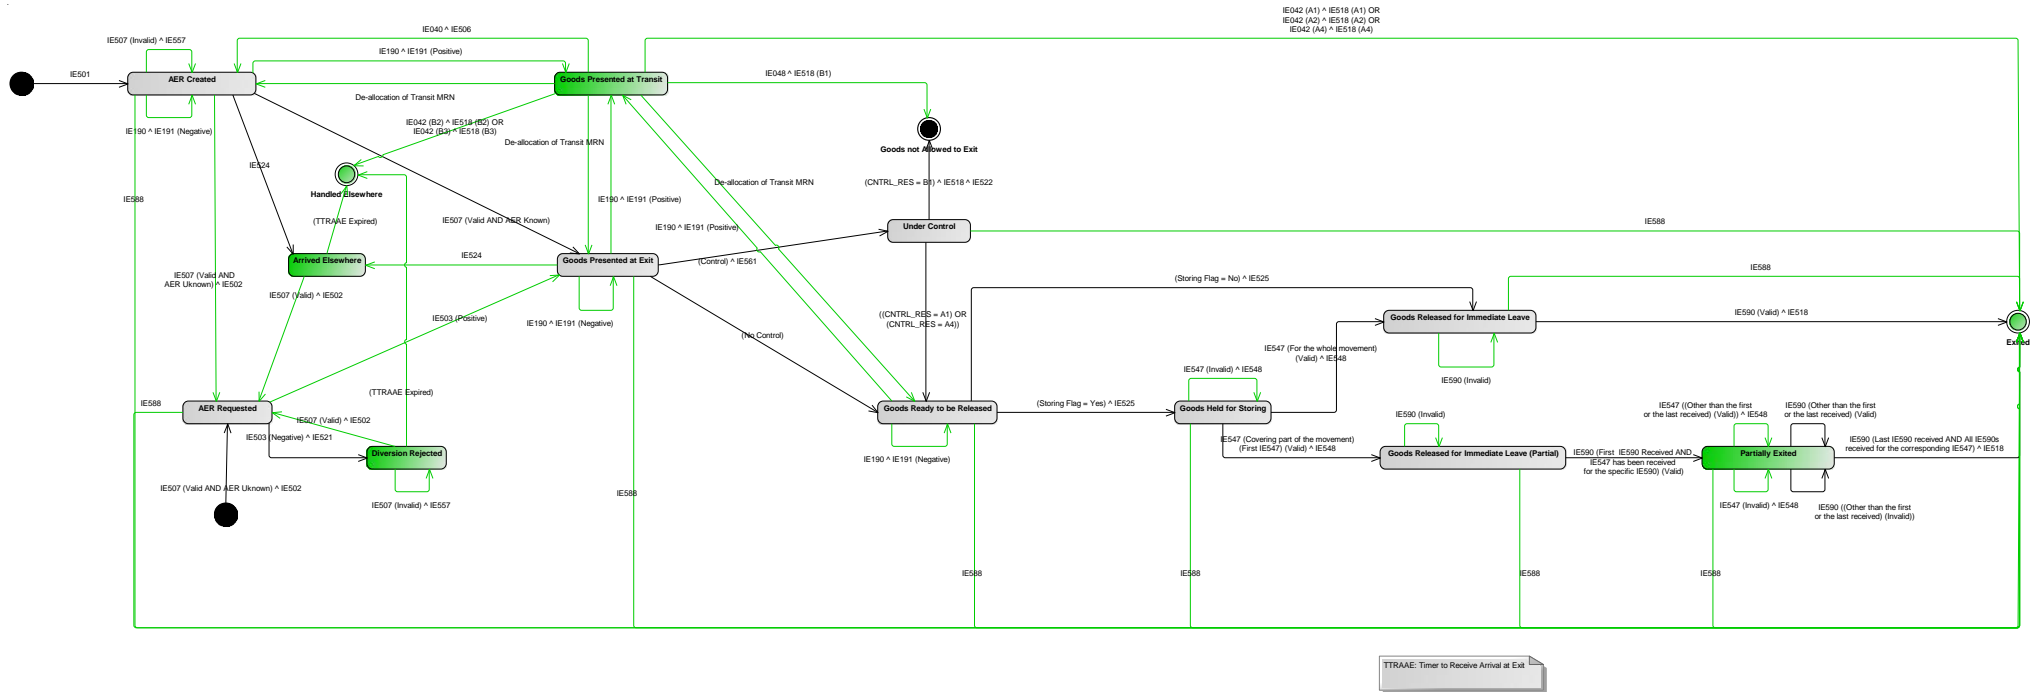 IE042 (A1) ^ IE518 (A1) OR
IE042 (A2) ^ IE518 (A2) OR
IE042 (A4) ^ IE518 (A4)
IE040 ^ IE506
IE507 (Invalid) ^ IE557
IE190 ^ IE191 (Positive)
IE501
AER Created
Goods Presented at Transit
IE048 ^ IE518 (B1)
De-allocation of Transit MRN
IE190 ^ IE191 (Negative)
IE042 (B2) ^ IE518 (B2) OR
IE042 (B3) ^ IE518 (B3)
De-allocation of Transit MRN
Goods not Allowed to Exit
IE524
De-allocation of Transit MRN
(CNTRL_RES = B1) ^ IE518 ^ IE522
Handled Elsewhere
IE588
IE190 ^ IE191 (Positive)
(TTRAAE Expired)
IE507 (Valid AND AER Known)
IE190 ^ IE191 (Positive)
Under Control
IE588
Arrived Elsewhere
IE524
Goods Presented at Exit
(Control) ^ IE561
IE588
IE507 (Valid AND
AER Uknown) ^ IE502
(Storing Flag = No) ^ IE525
IE507 (Valid) ^ IE502
IE503 (Positive)
IE190 ^ IE191 (Negative)
((CNTRL_RES = A1) OR
(CNTRL_RES = A4))
Goods Released for Immediate Leave
IE590 (Valid) ^ IE518
(No Control)
Exited
IE547 (For the whole movement)
(Valid) ^ IE548
IE547 (Invalid) ^ IE548
IE590 (Invalid)
(TTRAAE Expired)
IE588
AER Requested
Goods Ready to be Released
(Storing Flag = Yes) ^ IE525
Goods Held for Storing
IE590 (Invalid)
IE547 ((Other than the first
or the last received) (Valid)) ^ IE548
IE590 (Other than the first
or the last received) (Valid)
IE507 (Valid) ^ IE502
IE503 (Negative) ^ IE521
Diversion Rejected
IE190 ^ IE191 (Negative)
IE547 (Covering part of the movement)
(First IE547) (Valid) ^ IE548
Goods Released for Immediate Leave (Partial)
IE590 (First IE590 Received AND
IE547 has been received
for the specific IE590) (Valid)
Partially Exited
IE590 (Last IE590 received AND All IE590s
received for the corresponding IE547) ^ IE518
IE507 (Valid AND AER Uknown) ^ IE502
IE507 (Invalid) ^ IE557
IE588
IE547 (Invalid) ^ IE548
IE590 ((Other than the first
or the last received) (Invalid))
IE588
IE588
IE588
IE588
TTRAAE: Timer to Receive Arrival at Exit